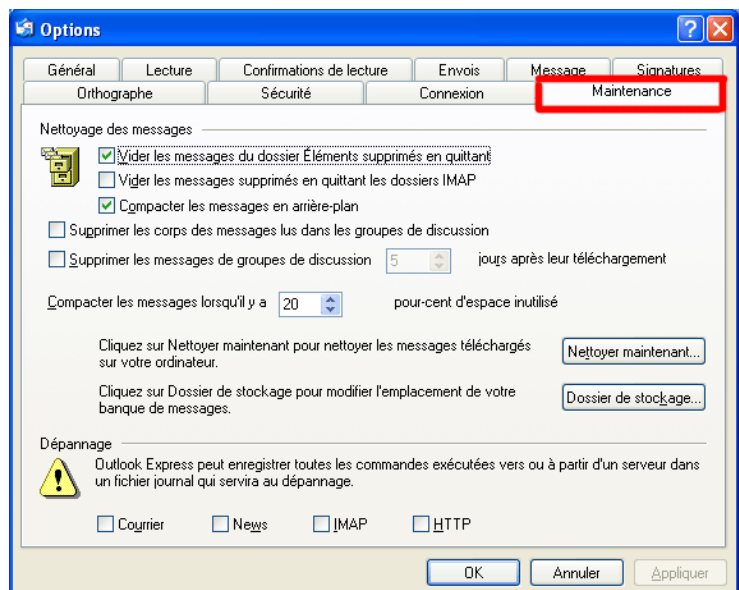 Options
Général Lecture Confirmations de lecture Envois Message Signatures
Orthographe Sécurité Connexion Maintenance
Nettoyage des messages
Vider les messages du dossier Éléments supprimés en quittant
Vider les messages supprimés en quittant les dossiers IMAP
Compacter les messages en arrière-plan
Supprimer les corps des messages lus dans les groupes de discussion
Supprimer les messages de groupes de discussion 5 jours après leur téléchargement
Compacter les messages lorsqu'il y a 20 pour-cent d'espace inutilisé
Cliquez sur Nettoyer maintenant pour nettoyer les messages téléchargés
sur votre ordinateur.
Nettoyer maintenant...
Cliquez sur Dossier de stockage pour modifier l'emplacement de votre
banque de messages.
Dossier de stockage...
Dépannage
Outlook Express peut enregistrer toutes les commandes exécutées vers ou à partir d'un serveur dans
un fichier journal qui servira au dépannage.
Courrier News IMAP HTTP
OK Annuler Appliquer